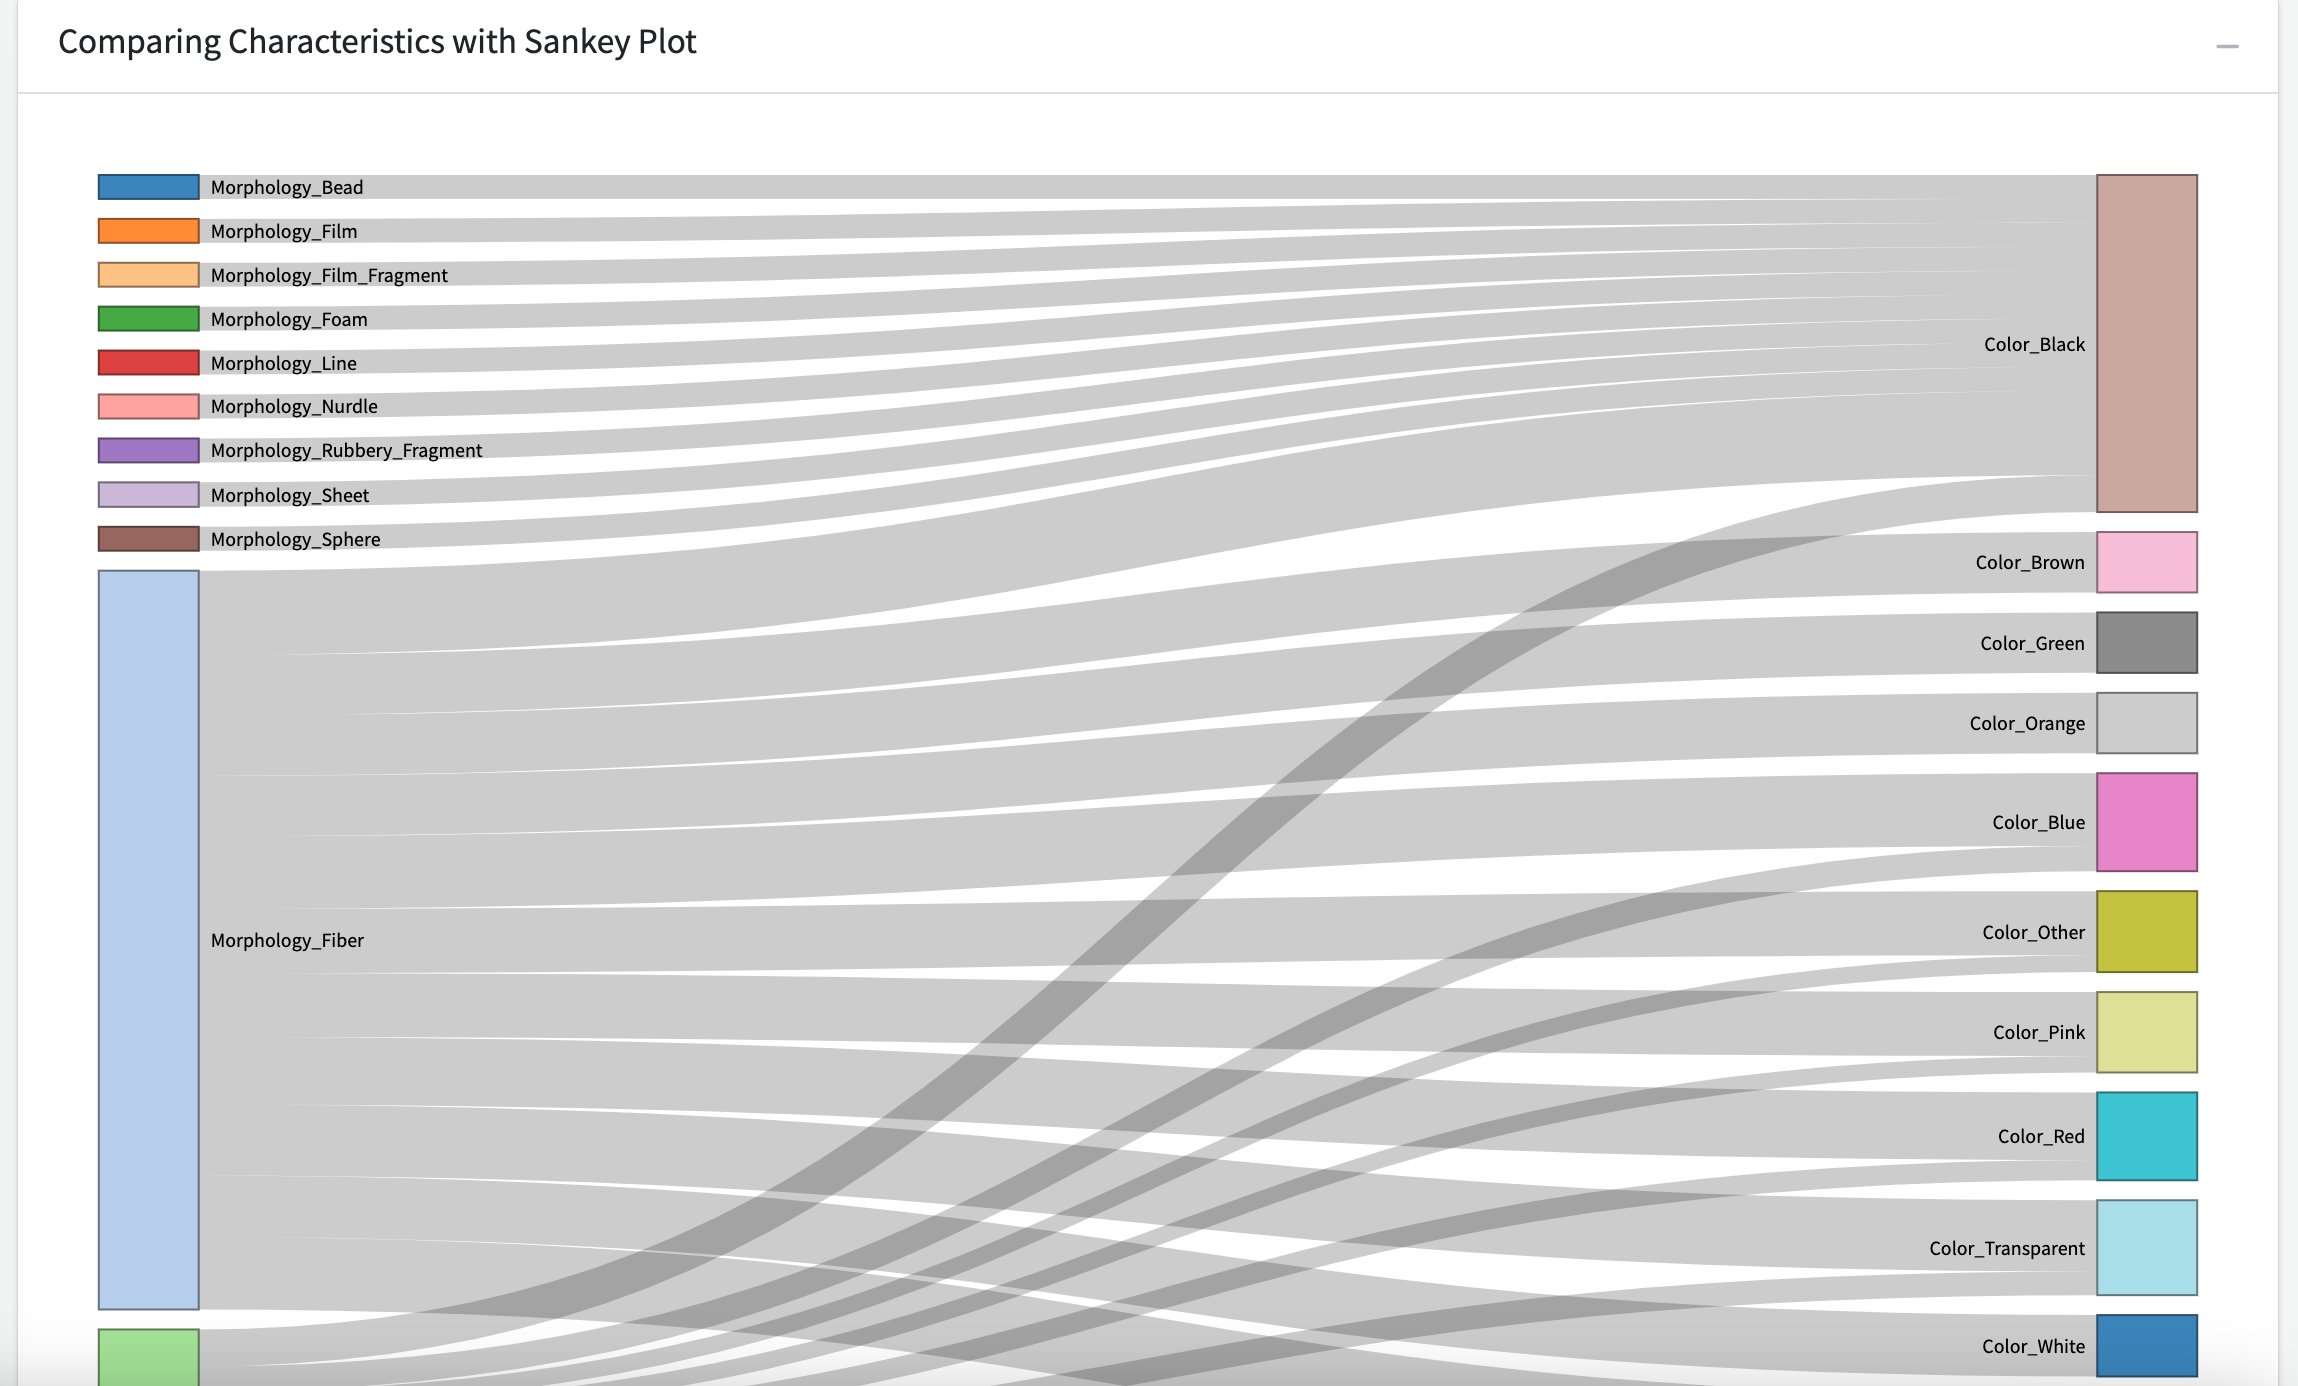 Comparing Characteristics with Sankey Plot
Morphology_Bead
Morphology_Film
Morphology_Film_Fragment
Morphology_Foam
Morphology_Line
Morphology_Nurdle
Morphology_Rubbery_Fragment
Morphology_Sheet
Morphology_Sphere
Morphology_Fiber
Color_Black
Color_Brown
Color_Green
Color_Orange
Color_Blue
Color_Other
Color_Pink
Color_Red
Color_Transparent
Color_White